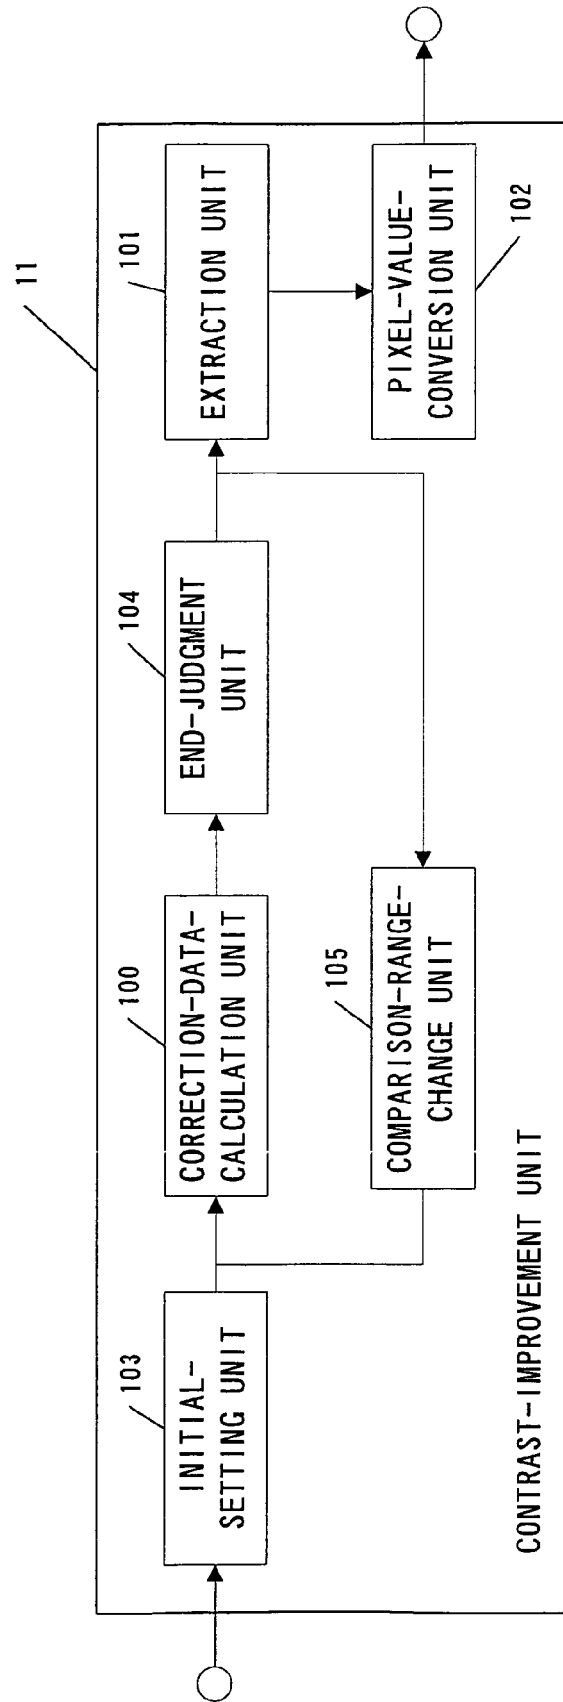 11
103
INITIAL-
SETTING UNIT
100
CORRECTION-DATA-
CALCULATION UNIT
104
END-JUDGMENT
UNIT
101
EXTRACTION UNIT
105
COMPARISON-RANGE-
CHANGE UNIT
PIXEL-VALUE-
CONVERSION UNIT
102
CONTRAST-IMPROVEMENT UNIT